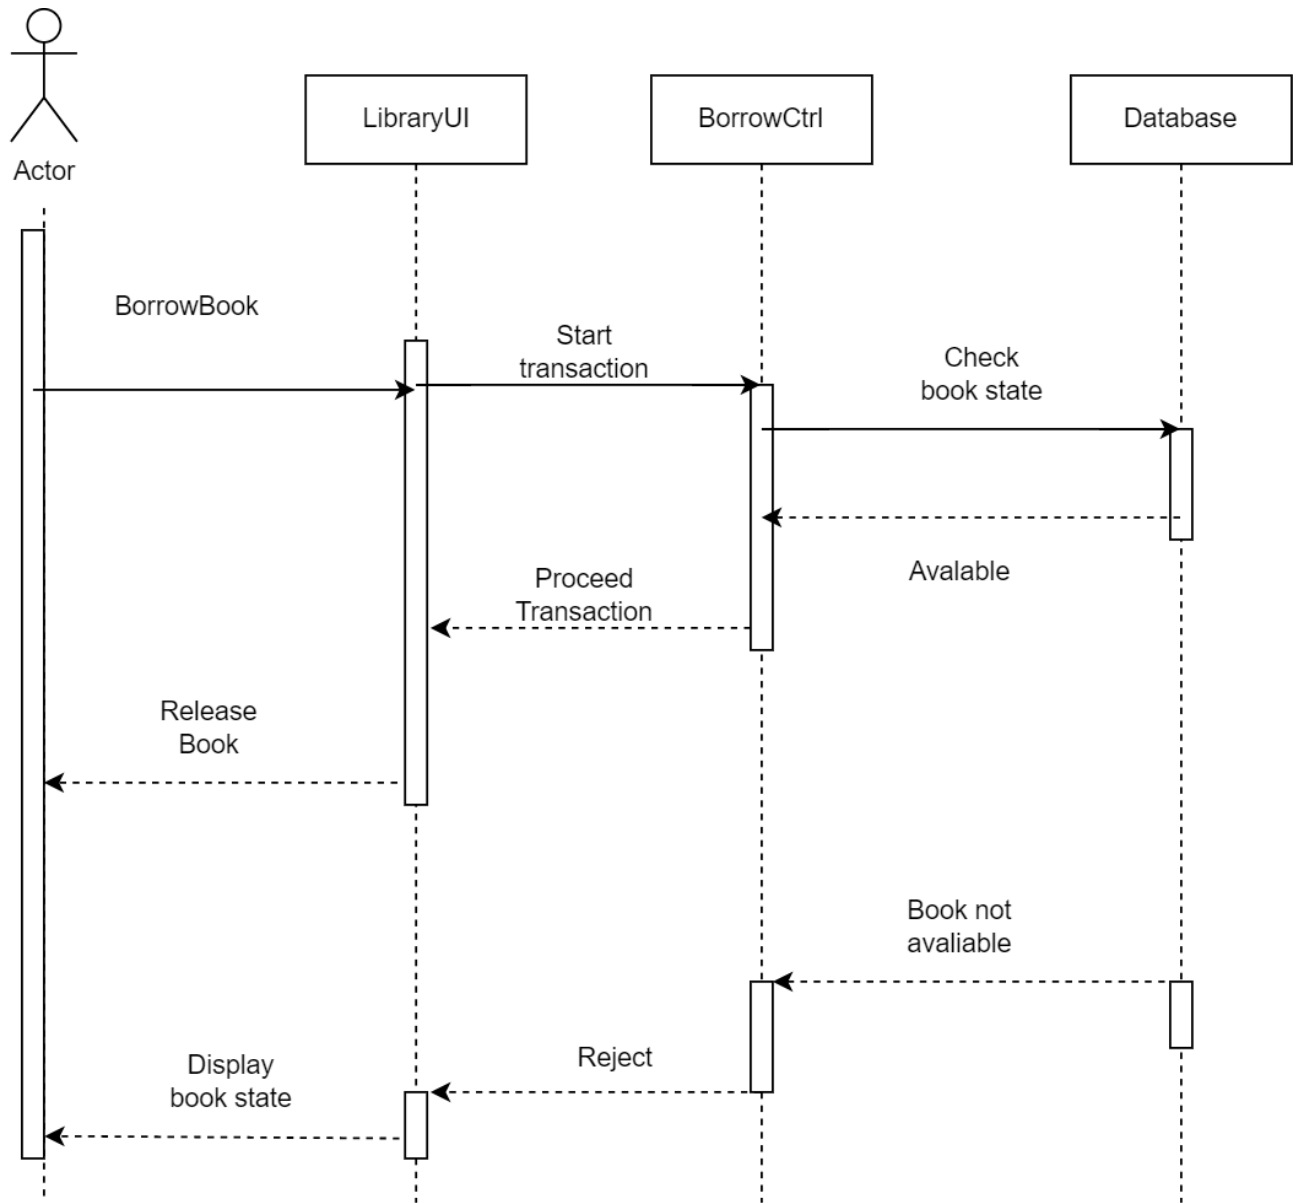 Actor
LibraryUI
BorrowCtrl
Database
BorrowBook
Start
transaction
Check
book state
Avalable
Proceed
Transaction
Release
Book
Book not
avaliable
Reject
Display
book state